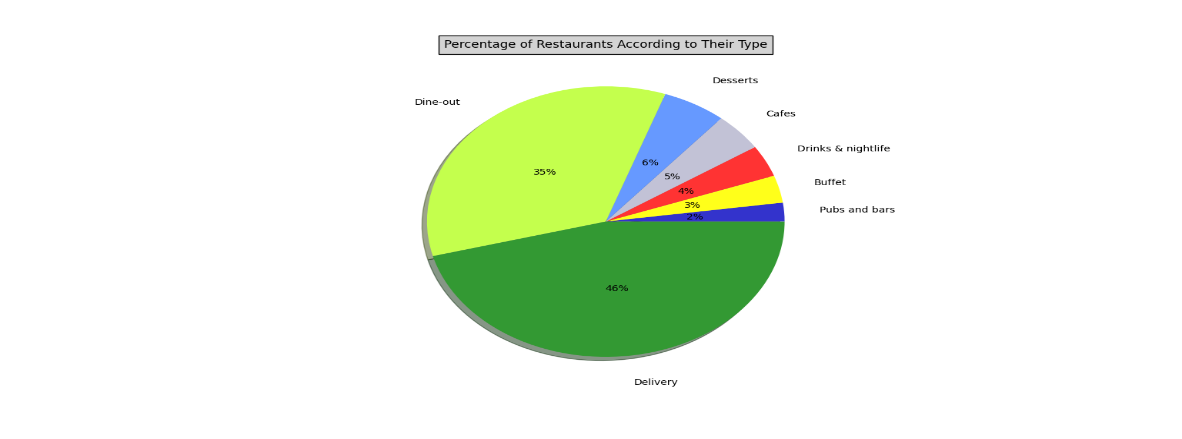 Percentage of Restaurants According to Their Type
Desserts
Dine-out
Cafes
Drinks & nightlife
6%
35%
5%
Buffet
4%
3%
Pubs and bars
2%
46%
Delivery